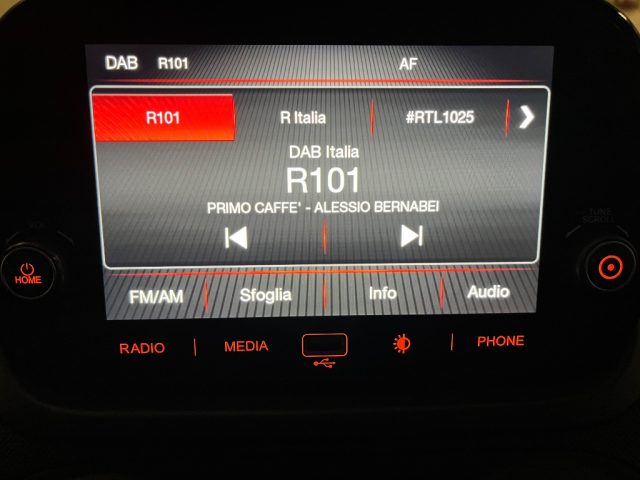 DAB R101 AF
R101 R Italia #RTL1025
DAB Italia
R101
PRIMO CAFFE' - ALESSIO BERNABEI
FM/AM Sfoglia Info Audio
VOL
TUNE
SCROLL
HOME
RADIO MEDIA PHONE